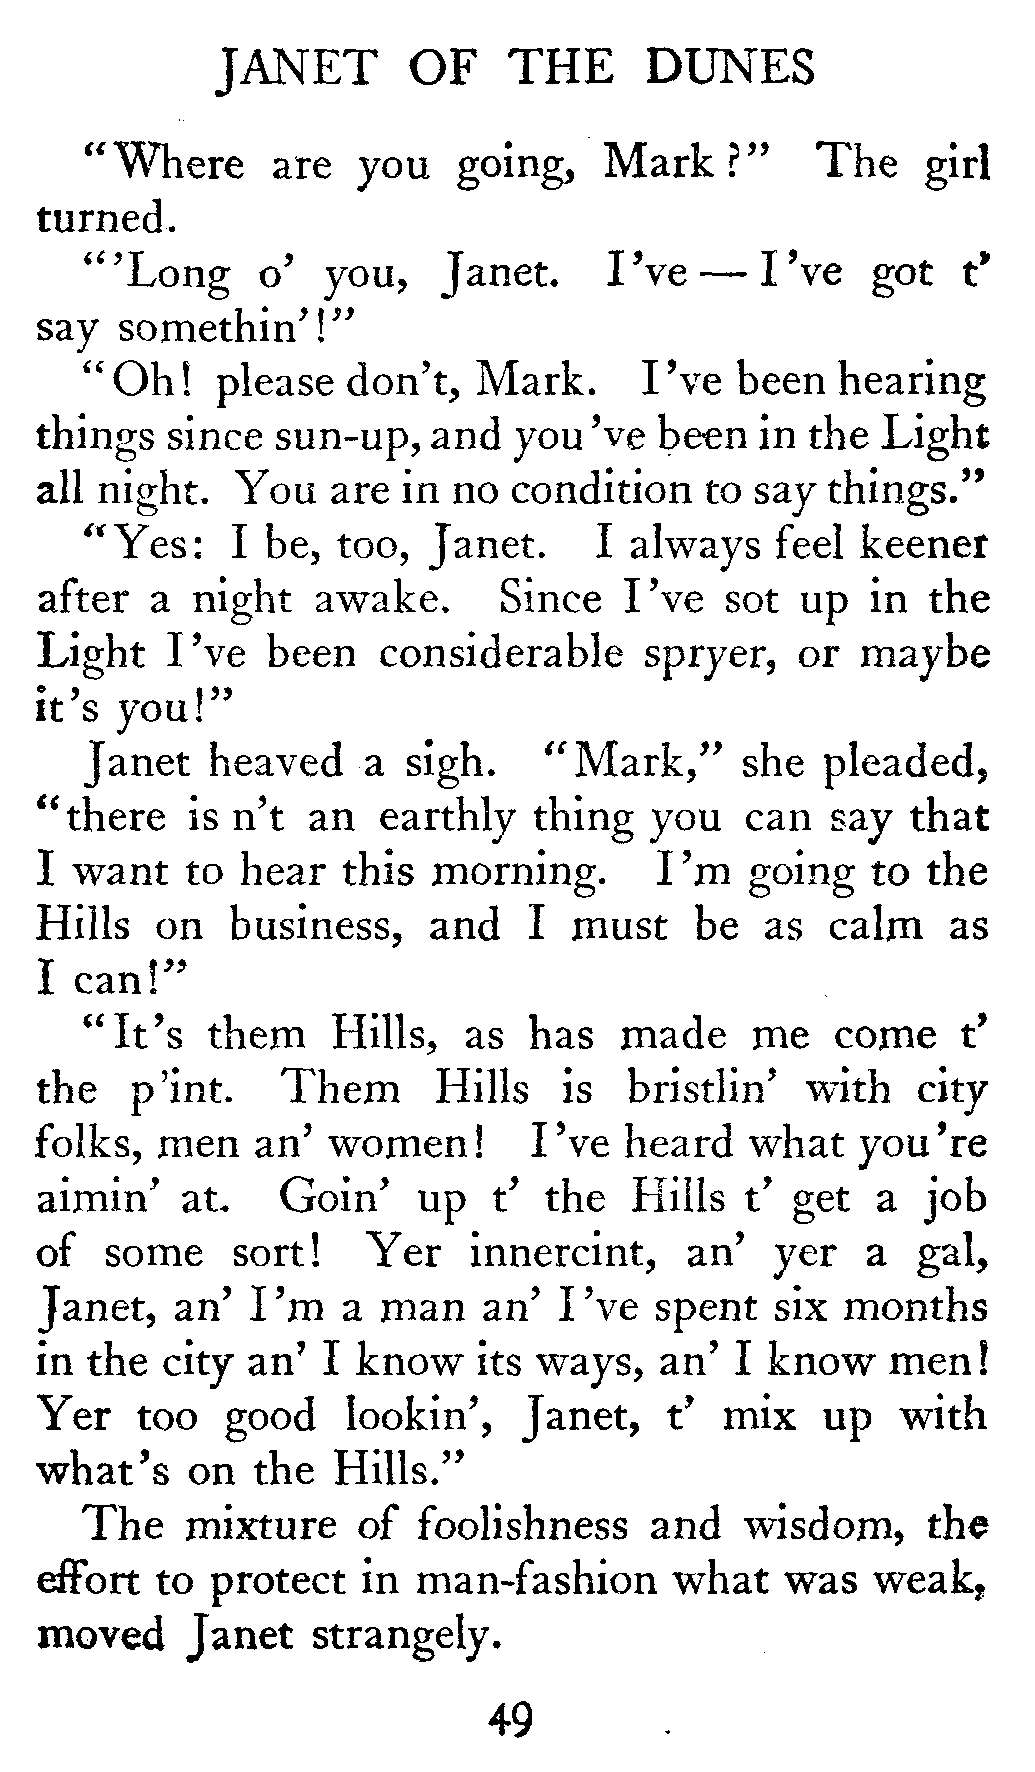 JANET OF THE DUNES
"Where are you going, Mark?" The girl
turned.
"'Long o' you, Janet. I've — I've got t'
say somethin'!"
"Oh! please don't, Mark. I've been hearing
things since sun-up, and you've been in the Light
all night. You are in no condition to say things."
"Yes: I be, too, Janet. I always feel keener
after a night awake. Since I've sot up in the
Light I've been considerable spryer, or maybe
it's you!"
Janet heaved a sigh. "Mark," she pleaded,
"there is n't an earthly thing you can say that
I want to hear this morning. I'm going to the
Hills on business, and I must be as calm as
I can!"
"It's them Hills, as has made me come t'
the p'int. Them Hills is bristlin' with city
folks, men an' women! I've heard what you're
aimin' at. Goin' up t' the Hills t' get a job
of some sort! Yer innercint, an' yer a gal,
Janet, an' I'm a man an' I've spent six months
in the city an' I know its ways, an' I know men!
Yer too good lookin', Janet, t' mix up with
what's on the Hills."
The mixture of foolishness and wisdom, the
effort to protect in man-fashion what was weak,
moved Janet strangely.
49